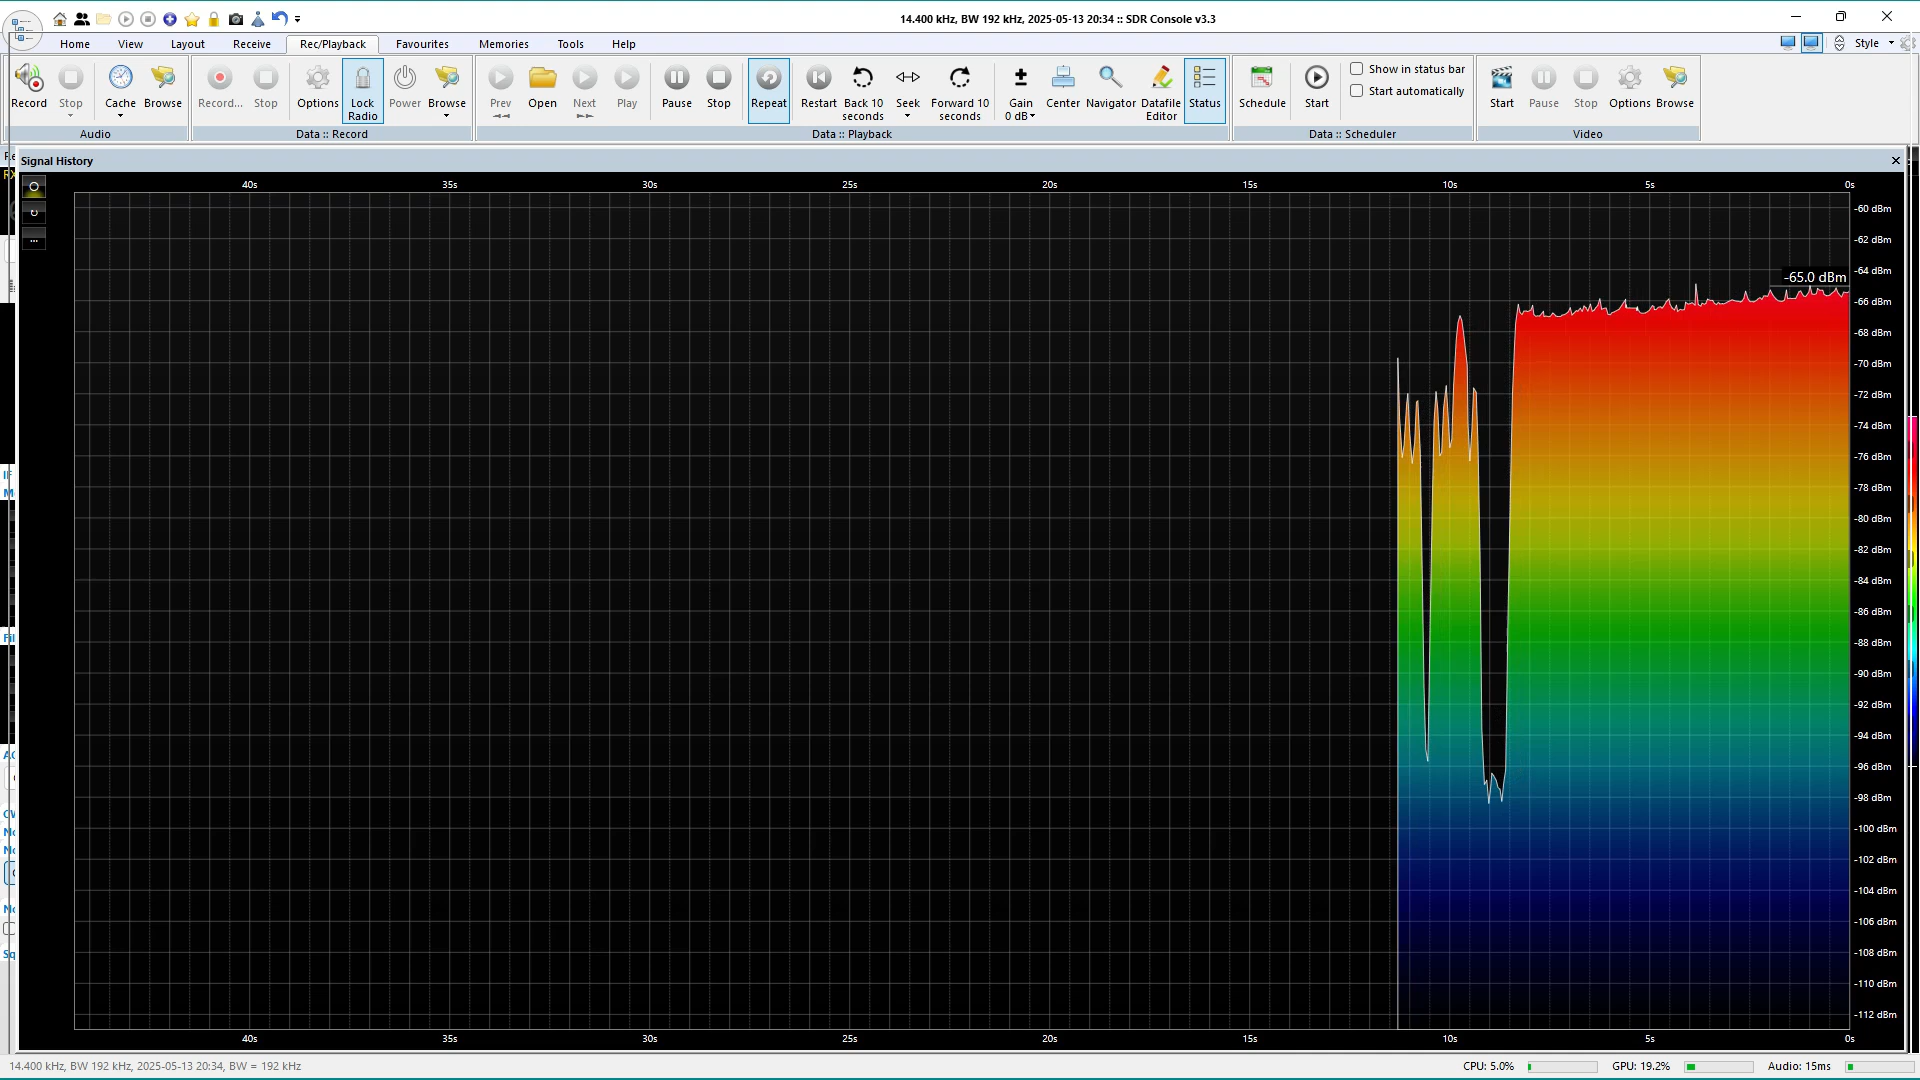 14.400 kHz, BW 192 kHz, 2025-05-13 20:34 :: SDR Console v3.3
Home View Layout Receive Rec/Playback Favourites Memories Tools Help Style
Record Stop Cache Browse Record... Stop Options Lock Radio Power Browse Prev Open Next Play Pause Stop Repeat Restart Back 10 seconds Seek Forward 10 seconds Gain 0 dB Center Navigator Datafile Editor Status Schedule Start Show in status bar Start automatically Start Pause Stop Options Browse
Audio Data :: Record Data :: Playback Data :: Scheduler Video
Signal History
40s 35s 30s 25s 20s 15s 10s 5s 0s
-60 dBm
-62 dBm
-64 dBm
-65.0 dBm
-66 dBm
-68 dBm
-70 dBm
-72 dBm
-74 dBm
-76 dBm
-78 dBm
-80 dBm
-82 dBm
-84 dBm
-86 dBm
-88 dBm
-90 dBm
-92 dBm
-94 dBm
-96 dBm
-98 dBm
-100 dBm
-102 dBm
-104 dBm
-106 dBm
-108 dBm
-110 dBm
-112 dBm
40s 35s 30s 25s 20s 15s 10s 5s 0s
14.400 kHz, BW 192 kHz, 2025-05-13 20:34, BW = 192 kHz CPU: 5.0% GPU: 19.2% Audio: 15ms